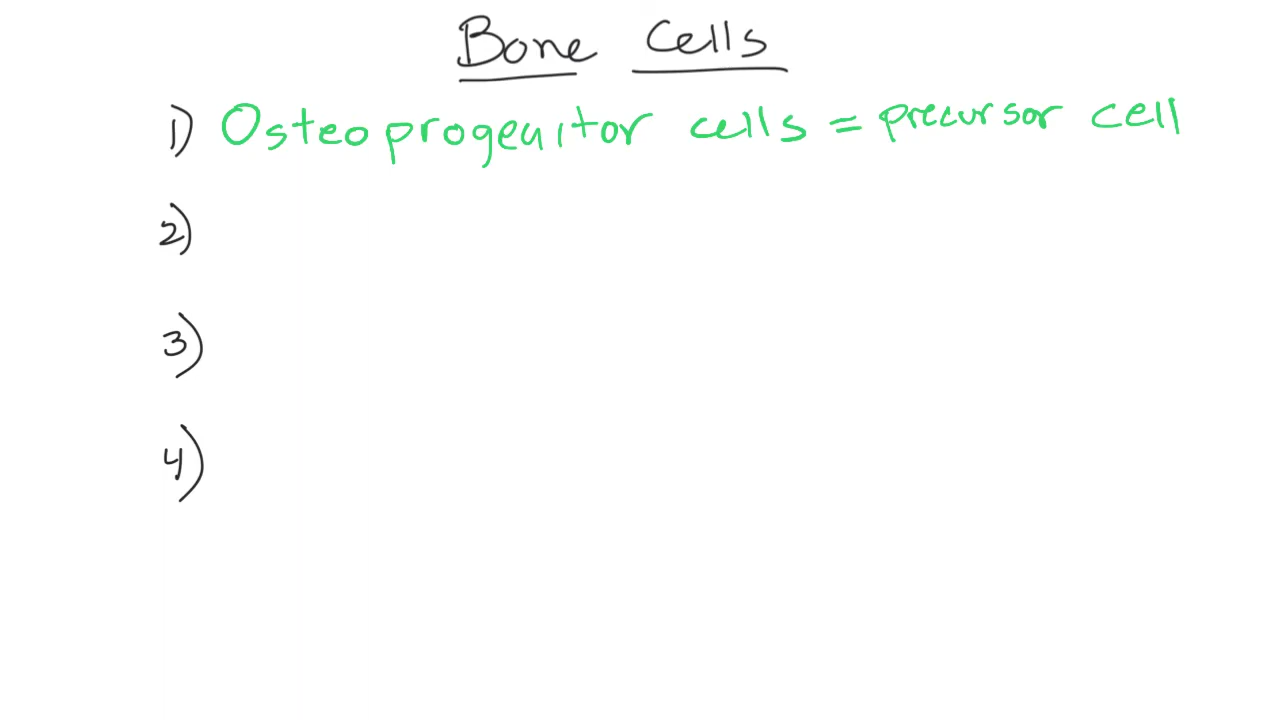 Bone Cells
1) Osteoprogenitor cells = precursor cell
2)
3)
4)